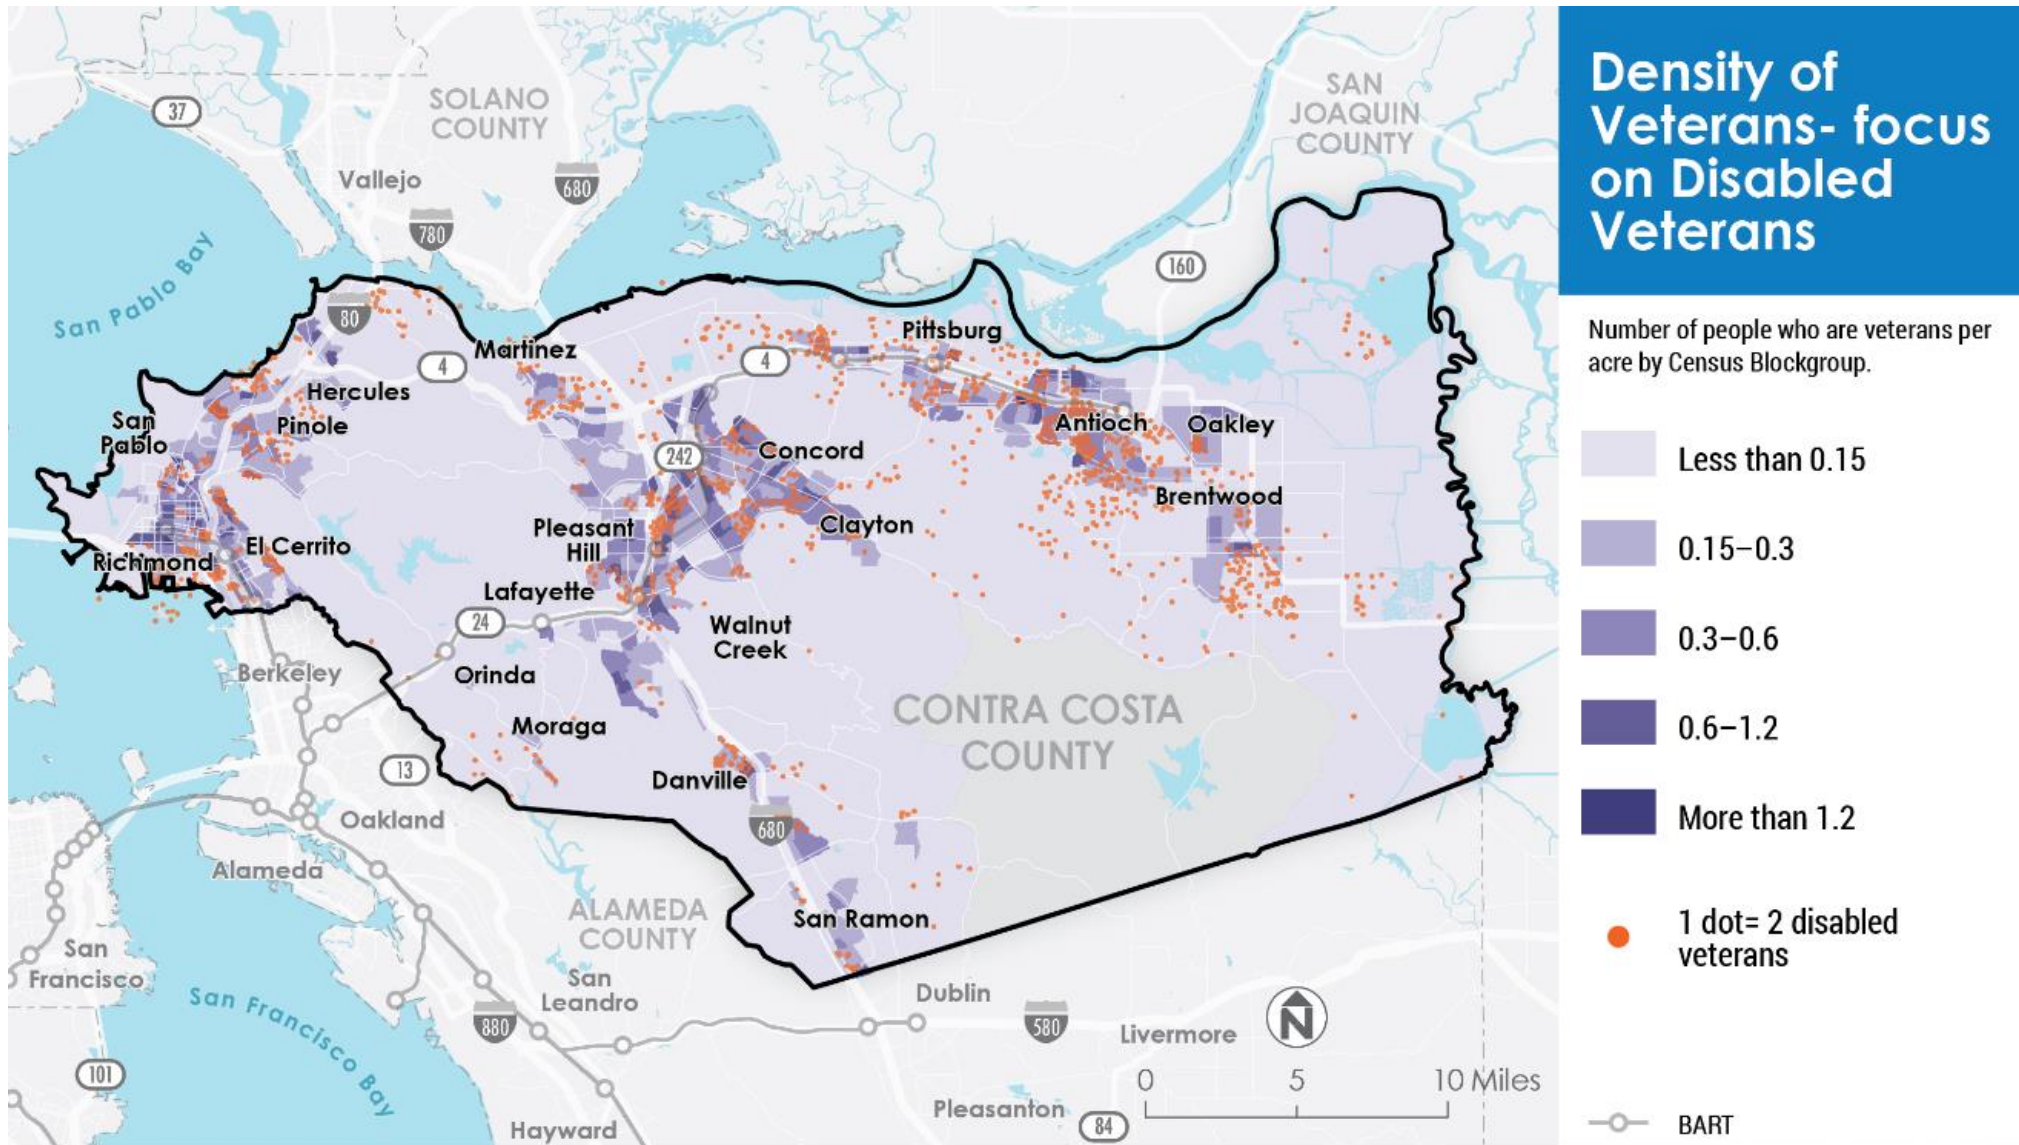 Density of
Veterans- focus
on Disabled
Veterans
Number of people who are veterans per
acre by Census Blockgroup.
Less than 0.15
0.15–0.3
0.3–0.6
0.6–1.2
More than 1.2
1 dot= 2 disabled
veterans
BART
37
SOLANO
COUNTY
SAN
JOAQUIN
COUNTY
Vallejo
680
780
San Pablo Bay
160
80
Pittsburg
Martinez
4
4
Hercules
San
Pablo
Pinole
Antioch
Oakley
242
Concord
Brentwood
Pleasant
Hill
Clayton
El Cerrito
Richmond
Lafayette
24
Walnut
Creek
Berkeley
Orinda
CONTRA COSTA
COUNTY
Moraga
13
Danville
Oakland
680
Alameda
ALAMEDA
COUNTY
San Ramon
San
Francisco
San
Leandro
San Francisco Bay
Dublin
880
580
Livermore
N
101
0 5 10 Miles
Pleasanton
84
Hayward